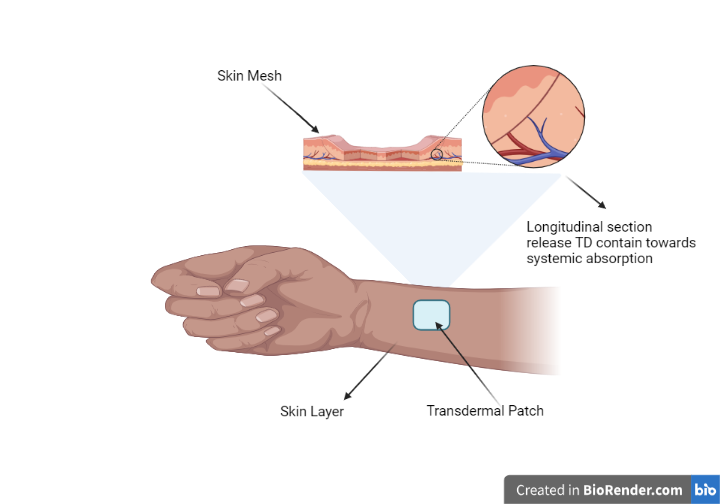 Skin Mesh
Longitudinal section
release TD contain towards
systemic absorption
Skin Layer
Transdermal Patch
Created in BioRender.com bio